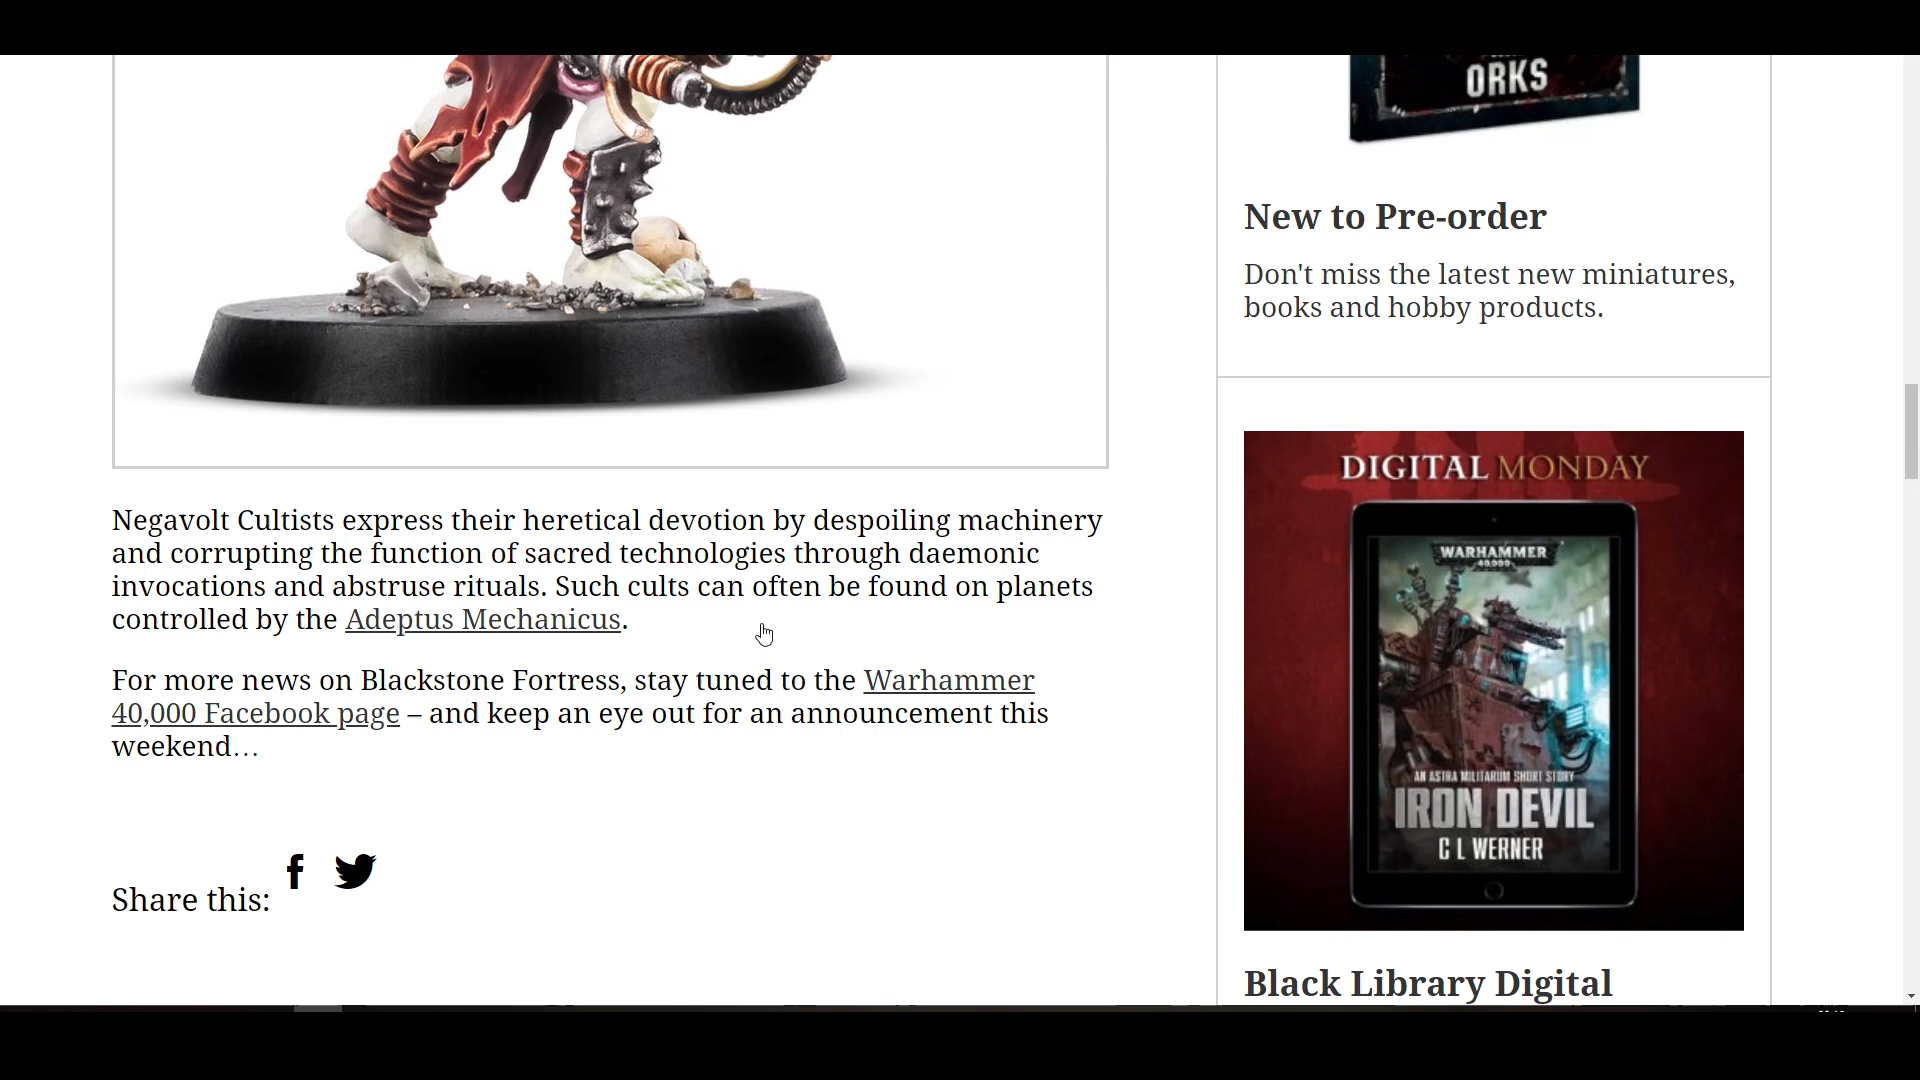 ORKS
New to Pre-order
Don't miss the latest new miniatures,
books and hobby products.
Negavolt Cultists express their heretical devotion by despoiling machinery
and corrupting the function of sacred technologies through daemonic
invocations and abstruse rituals. Such cults can often be found on planets
controlled by the Adeptus Mechanicus.
For more news on Blackstone Fortress, stay tuned to the Warhammer
40,000 Facebook page – and keep an eye out for an announcement this
weekend…
Share this:
DIGITAL MONDAY
WARHAMMER
40,000
AN ASTRA MILITARUM SHORT STORY
IRON DEVIL
C L WERNER
Black Library Digital